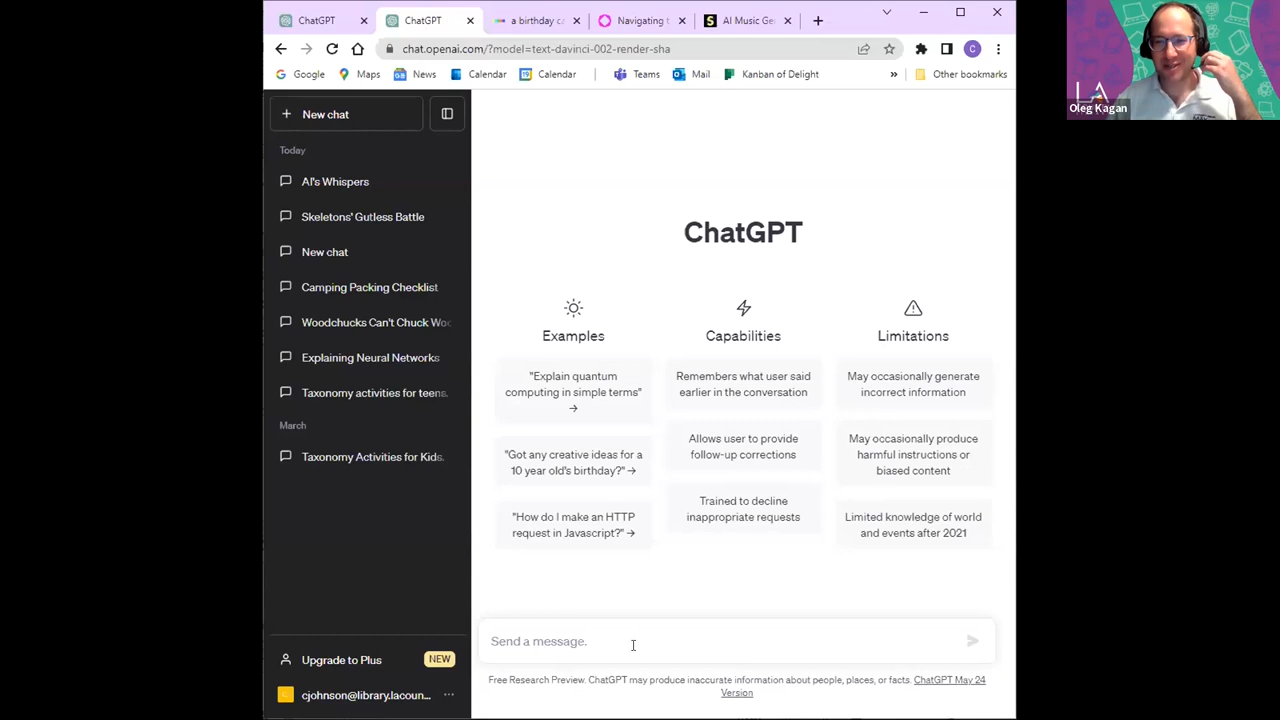 ChatGPT
ChatGPT
a birthday ca
Navigating t
AI Music Ge
chat.openai.com/?model=text-davinci-002-render-sha
C
Google
Maps
News
Calendar
Calendar
Teams
Mail
Kanban of Delight
»
Other bookmarks
+ New chat
Today
AI's Whispers
Skeletons' Gutless Battle
New chat
Camping Packing Checklist
Woodchucks Can't Chuck Woo
Explaining Neural Networks
Taxonomy activities for teens.
March
Taxonomy Activities for Kids.
Upgrade to Plus
NEW
cjohnson@library.lacoun...
ChatGPT
Examples
"Explain quantum
computing in simple terms"
→
"Got any creative ideas for a
10 year old's birthday?" →
"How do I make an HTTP
request in Javascript?" →
Capabilities
Remembers what user said
earlier in the conversation
Allows user to provide
follow-up corrections
Trained to decline
inappropriate requests
Limitations
May occasionally generate
incorrect information
May occasionally produce
harmful instructions or
biased content
Limited knowledge of world
and events after 2021
Send a message.
Free Research Preview. ChatGPT may produce inaccurate information about people, places, or facts. ChatGPT May 24
Version
LA
Oleg Kagan